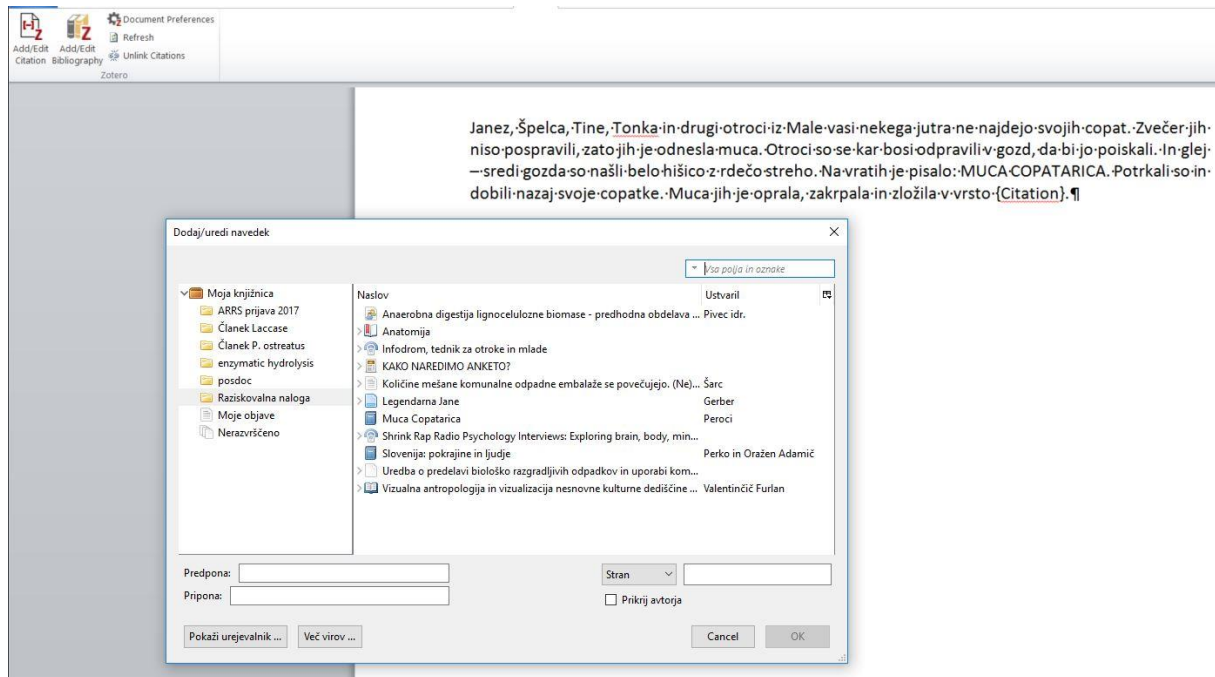 Document Preferences
Refresh
Unlink Citations
Add/Edit Citation
Add/Edit Bibliography
Zotero
Janez,·Špelca,·Tine,·Tonka·in·drugi·otroci·iz·Male·vasi·nekega·jutra·ne·najdejo·svojih·copat.·Zvečer·jih·
niso·pospravili,·zato·jih·je·odnesla·muca.·Otroci·so·se·kar·bosi·odpravili·v·gozd,·da·bi·jo·poiskali.·In·glej·
–·sredi·gozda·so·našli·belo·hišico·z·rdečo·streho.·Na·vratih·je·pisalo:·MUCA·COPATARICA.·Potrkali·so·in·
dobili·nazaj·svoje·copatke.·Muca·jih·je·oprala,·zakrpala·in·zložila·v·vrsto·{Citation}.¶
Dodaj/uredi navedek
Vsa polja in oznake
Moja knjižnica
ARRS prijava 2017
Članek Laccase
Članek P. ostreatus
enzymatic hydrolysis
posdoc
Raziskovalna naloga
Moje objave
Nerazvrščeno
Naslov Ustvaril
Anaerobna digestija lignocelulozne biomase - predhodna obdelava ... Pivec idr.
Anatomija
Infodrom, tednik za otroke in mlade
KAKO NAREDIMO ANKETO?
Količine mešane komunalne odpadne embalaže se povečujejo. (Ne)... Šarc
Legendarna Jane Gerber
Muca Copatarica Peroci
Shrink Rap Radio Psychology Interviews: Exploring brain, body, min...
Slovenija: pokrajine in ljudje Perko in Oražen Adamič
Uredba o predelavi biološko razgradljivih odpadkov in uporabi kom...
Vizualna antropologija in vizualizacija nesnovne kulturne dediščine ... Valentinčič Furlan
Predpona:
Stran
Pripona:
Prikrij avtorja
Pokaži urejevalnik ... Več virov ... Cancel OK